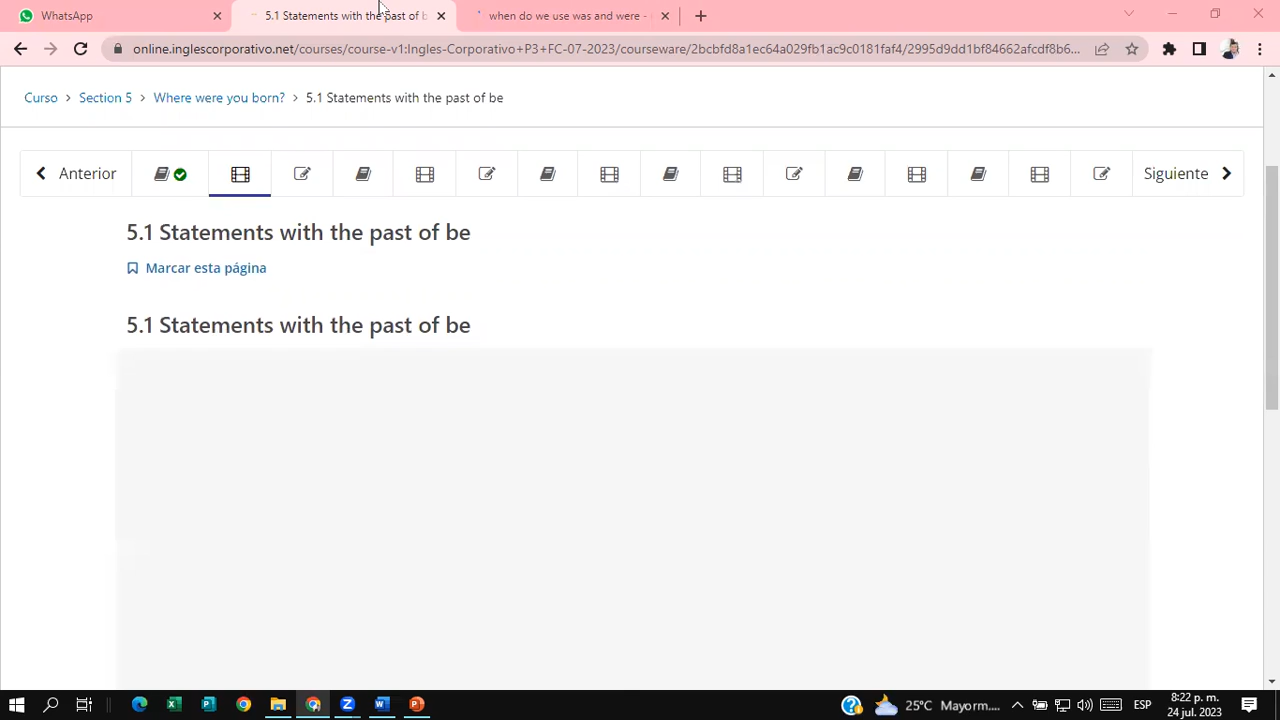 WhatsApp
5.1 Statements with the past of b
when do we use was and were -
online.inglescorporativo.net/courses/course-v1:Ingles-Corporativo+P3+FC-07-2023/courseware/2bcbfd8a1ec64a029fb1ac9c0181faf4/2995d9dd1bf84662afcdf8b6...
Curso > Section 5 > Where were you born? > 5.1 Statements with the past of be
Anterior
Siguiente
5.1 Statements with the past of be
Marcar esta página
5.1 Statements with the past of be
25°C Mayorm.... ESP
8:22 p. m.
24 jul. 2023